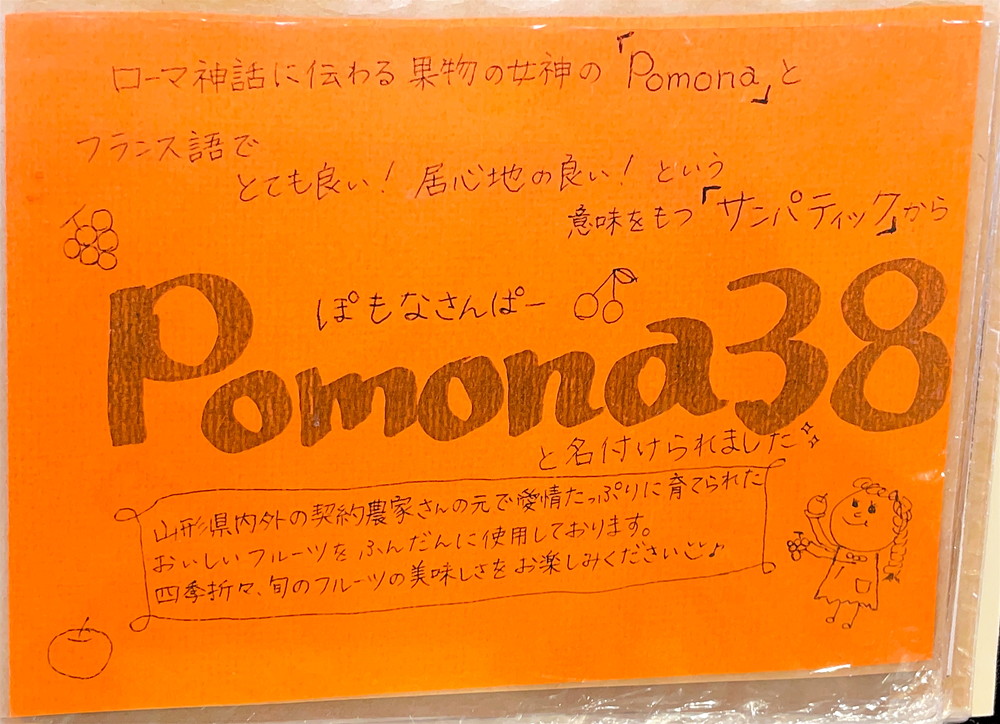 ローマ神話に伝わる果物の女神の「Pomona」と
フランス語で
とても良い！居心地の良い！という
意味をもつ「サンパティック」から
ぽもなさんぱー
Pomona38
と名付けられました
山形県内外の契約農家さんの元で愛情たっぷりに育てられた
おいしいフルーツをふんだんに使用しております。
四季折々、旬のフルーツの美味しさをお楽しみください♪